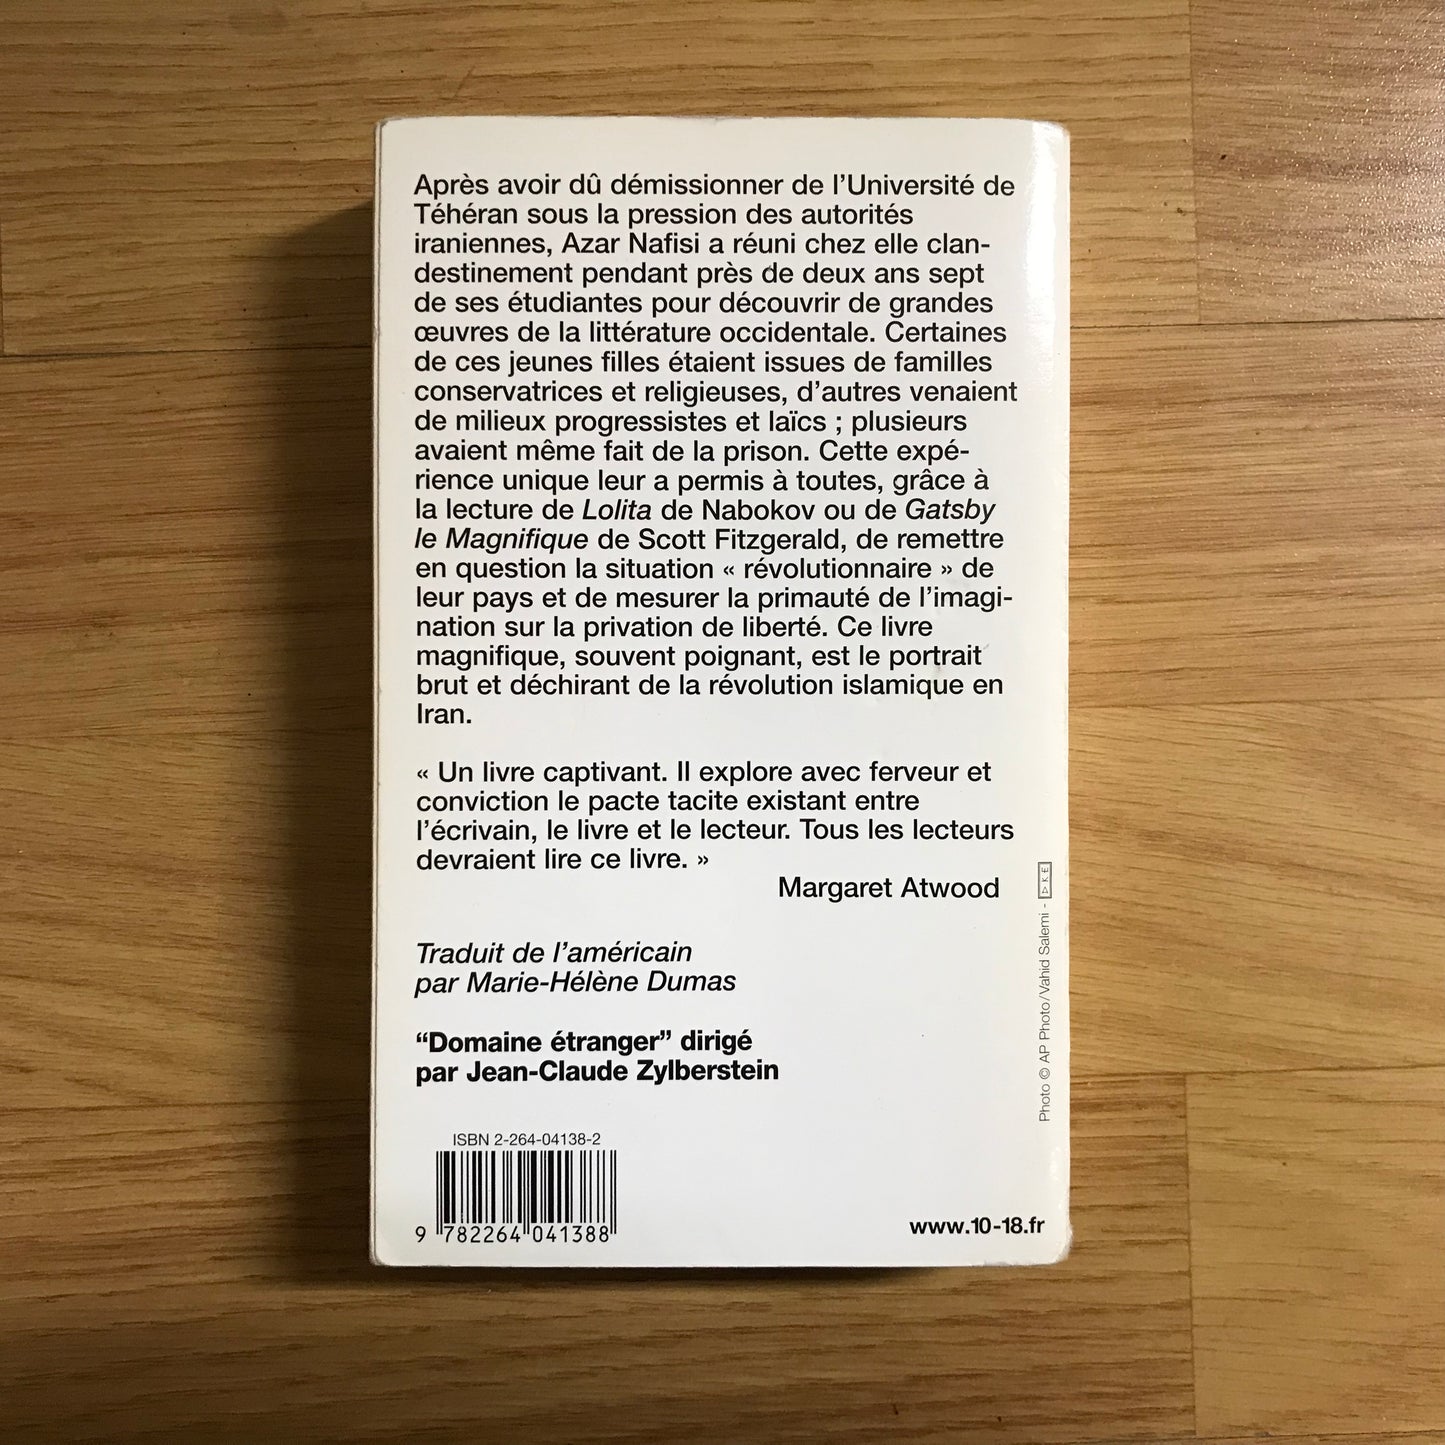 Après avoir dû démissionner de l’Université de
Téhéran sous la pression des autorités
iraniennes, Azar Nafisi a réuni chez elle clan-
destinement pendant près de deux ans sept
de ses étudiantes pour découvrir de grandes
œuvres de la littérature occidentale. Certaines
de ces jeunes filles étaient issues de familles
conservatrices et religieuses, d’autres venaient
de milieux progressistes et laïcs ; plusieurs
avaient même fait de la prison. Cette expé-
rience unique leur a permis à toutes, grâce à
la lecture de Lolita de Nabokov ou de Gatsby
le Magnifique de Scott Fitzgerald, de remettre
en question la situation « révolutionnaire » de
leur pays et de mesurer la primauté de l’imagi-
nation sur la privation de liberté. Ce livre
magnifique, souvent poignant, est le portrait
brut et déchirant de la révolution islamique en
Iran.
« Un livre captivant. Il explore avec ferveur et
conviction le pacte tacite existant entre
l’écrivain, le livre et le lecteur. Tous les lecteurs
devraient lire ce livre. »
Margaret Atwood
Traduit de l’américain
par Marie-Hélène Dumas
“Domaine étranger” dirigé
par Jean-Claude Zylberstein
ISBN 2-264-04138-2
9 782264 041388
www.10-18.fr
Photo © AP Photo/Vahid Salemi - DKE